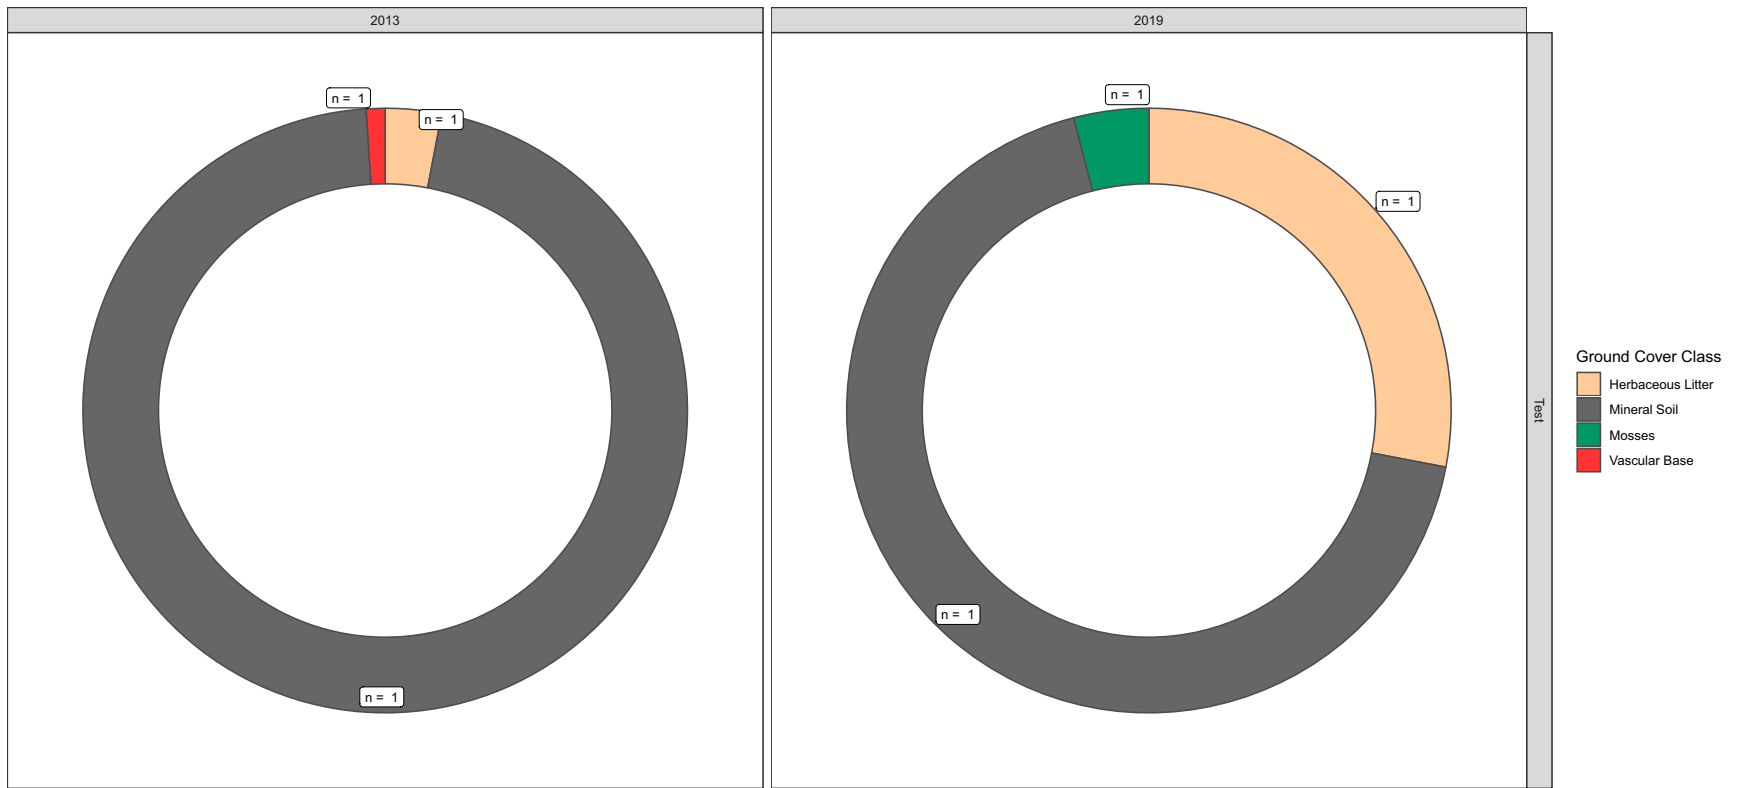 2013
2019
n =  1
n =  1
n =  1
n =  1
n =  1
n =  1
Test
Ground Cover Class
Herbaceous Litter
Mineral Soil
Mosses
Vascular Base